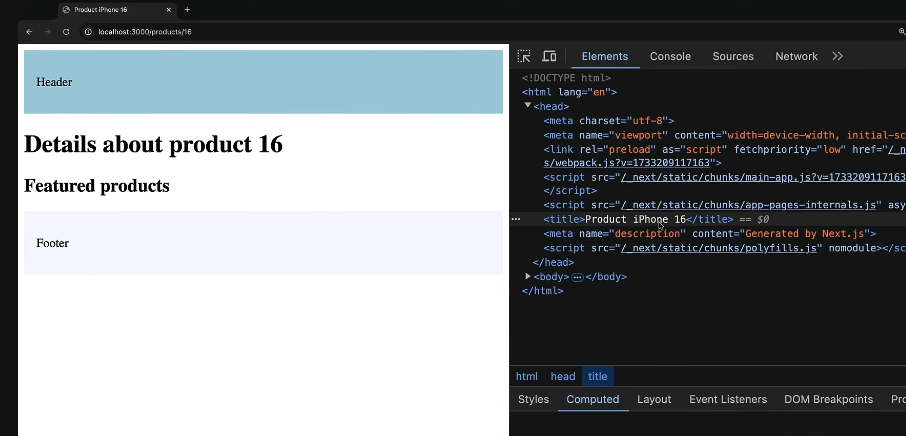 Product iPhone 16
localhost:3000/products/16
Header
Details about product 16
Featured products
Footer
Elements Console Sources Network
<!DOCTYPE html>
<html lang="en">
<head>
<meta charset="utf-8">
<meta name="viewport" content="width=device-width, initial-sc
<link rel="preload" as="script" fetchpriority="low" href="/_n
s/webpack.js?v=1733209117163">
<script src="/_next/static/chunks/main-app.js?v=1733209117163
</script>
<script src="/_next/static/chunks/app-pages-internals.js" asy
<title>Product iPhone 16</title> == $0
<meta name="description" content="Generated by Next.js">
<script src="/_next/static/chunks/polyfills.js" nomodule></sc
</head>
<body> ••• </body>
</html>
html head title
Styles Computed Layout Event Listeners DOM Breakpoints Pro